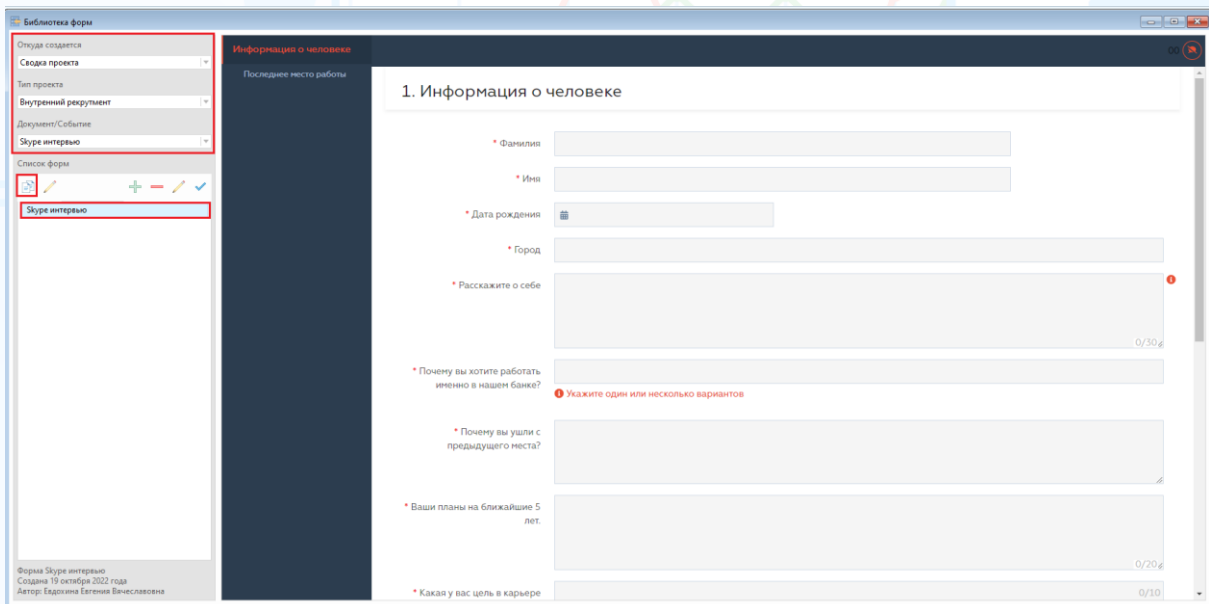 Библиотека форм
Откуда создается
Сводка проекта
Тип проекта
Внутренний рекрутмент
Документ/Событие
Skype интервью
Список форм
Skype интервью
Форма Skype интервью
Создана 19 октября 2022 года
Автор: Евдохина Евгения Вячеславовна
Информация о человеке
Последнее место работы
00
1. Информация о человеке
* Фамилия
* Имя
* Дата рождения
* Город
* Расскажите о себе
0/30
* Почему вы хотите работать
именно в нашем банке?
Укажите один или несколько вариантов
* Почему вы ушли с
предыдущего места?
* Ваши планы на ближайшие 5
лет.
0/20
* Какая у вас цель в карьере
0/10